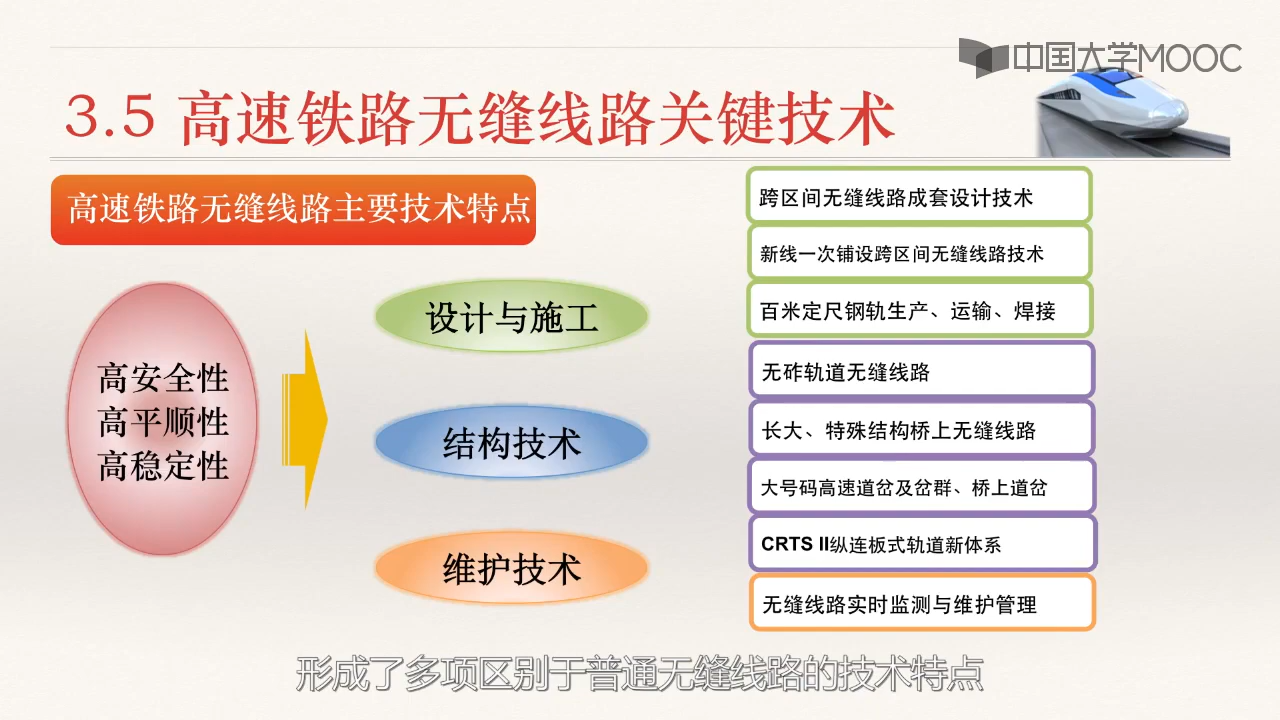 中国大学MOOC
3.5 高速铁路无缝线路关键技术
高速铁路无缝线路主要技术特点
高安全性
高平顺性
高稳定性
设计与施工
结构技术
维护技术
跨区间无缝线路成套设计技术
新线一次铺设跨区间无缝线路技术
百米定尺钢轨生产、运输、焊接
无砟轨道无缝线路
长大、特殊结构桥上无缝线路
大号码高速道岔及岔群、桥上道岔
CRTS II纵连板式轨道新体系
无缝线路实时监测与维护管理
形成了多项区别于普通无缝线路的技术特点